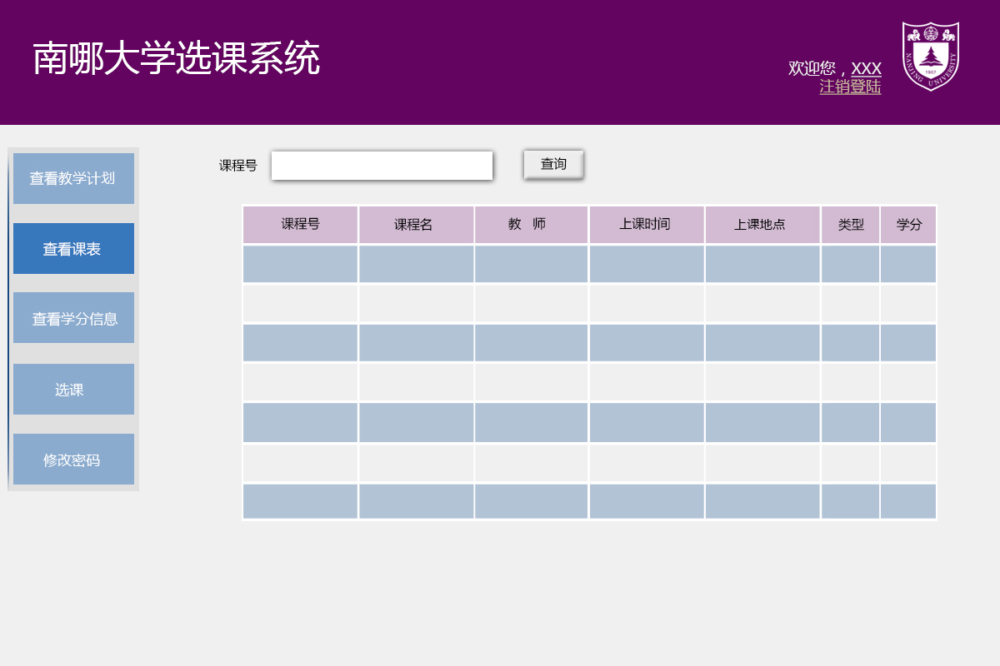 南哪大学选课系统
欢迎您，XXX
注销登陆
NANJING UNIVERSITY
1902
查看教学计划
查看课表
查看学分信息
选课
修改密码
课程号
查询
课程号 课程名 教 师 上课时间 上课地点 类型 学分